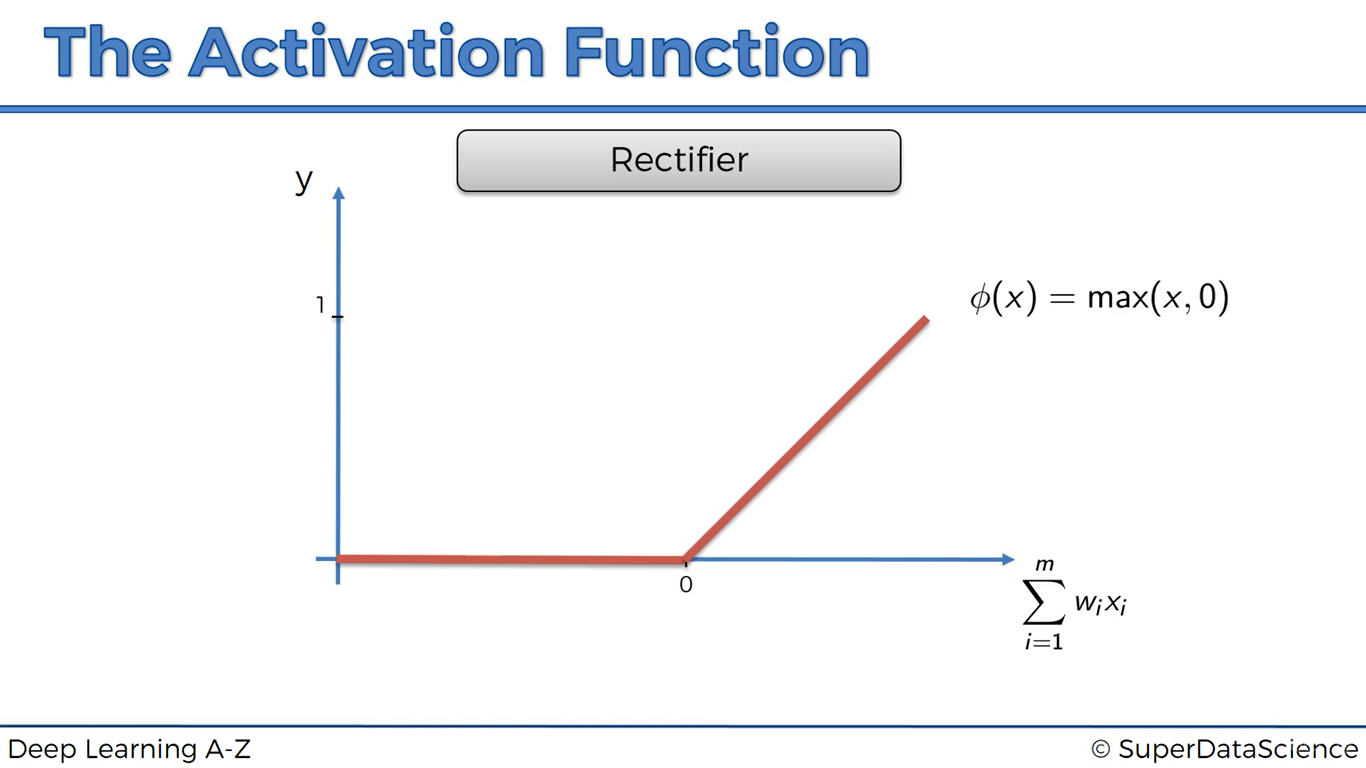 The Activation Function
Rectifier
y
1
ϕ(x) = max(x, 0)
0
m
∑ wᵢxᵢ
i=1
Deep Learning A-Z
© SuperDataScience